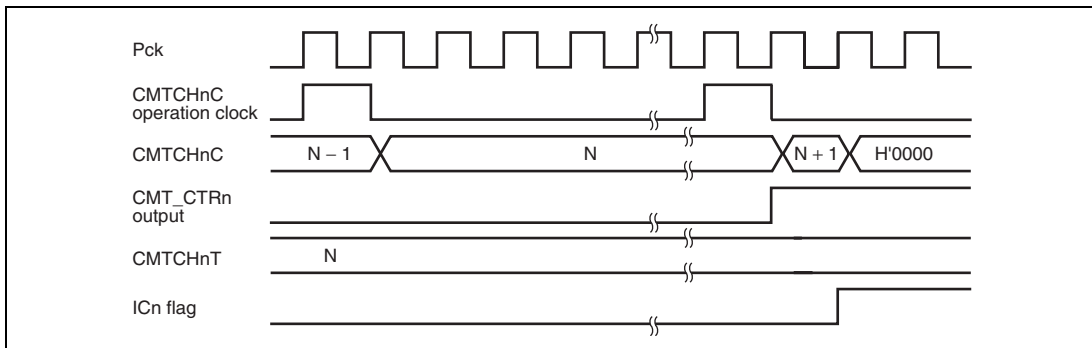 Pck
CMTCHnC
operation clock
CMTCHnC
N – 1
N
N + 1
H'0000
CMT_CTRn
output
CMTCHnT
N
ICn flag